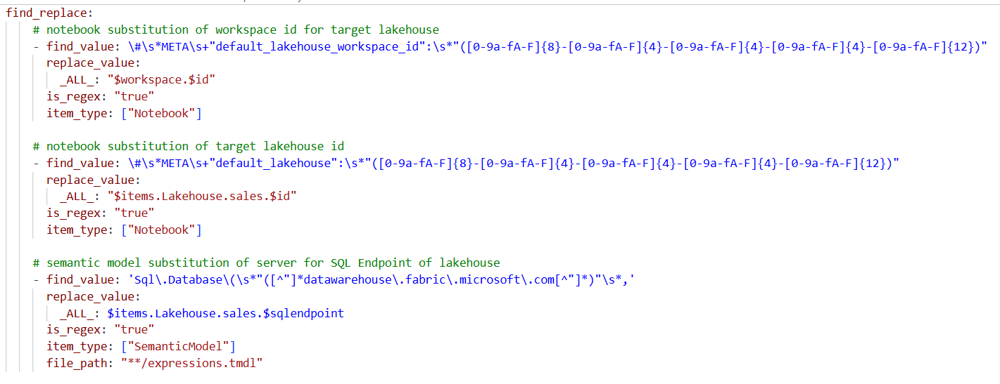 find_replace:
# notebook substitution of workspace id for target lakehouse
- find_value: \#\s*META\s+"default_lakehouse_workspace_id":\s*"([0-9a-fA-F]{8}-[0-9a-fA-F]{4}-[0-9a-fA-F]{4}-[0-9a-fA-F]{4}-[0-9a-fA-F]{12})"
replace_value:
_ALL_: "$workspace.$id"
is_regex: "true"
item_type: ["Notebook"]
# notebook substitution of target lakehouse id
- find_value: \#\s*META\s+"default_lakehouse":\s*"([0-9a-fA-F]{8}-[0-9a-fA-F]{4}-[0-9a-fA-F]{4}-[0-9a-fA-F]{4}-[0-9a-fA-F]{12})"
replace_value:
_ALL_: "$items.Lakehouse.sales.$id"
is_regex: "true"
item_type: ["Notebook"]
# semantic model substitution of server for SQL Endpoint of lakehouse
- find_value: 'Sql\.Database\(\s*"([^"]*datawarehouse\.fabric\.microsoft\.com[^"]*)"\s*,'
replace_value:
_ALL_: $items.Lakehouse.sales.$sqlendpoint
is_regex: "true"
item_type: ["SemanticModel"]
file_path: "**/expressions.tmdl"